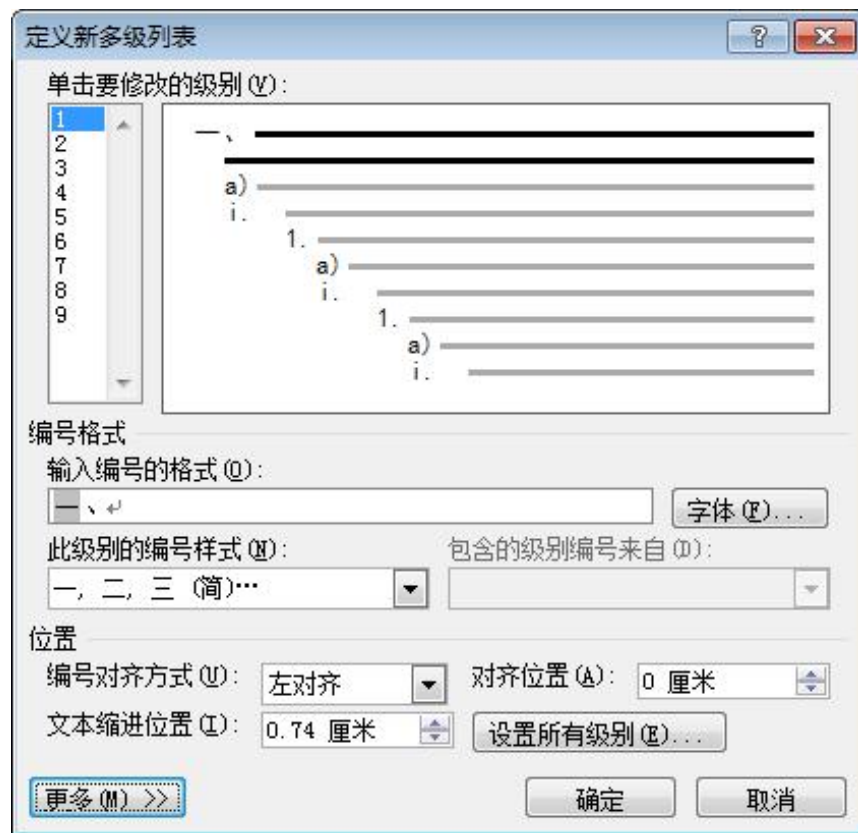 定义新多级列表
单击要修改的级别(V):
1
2
3
4
5
6
7
8
9
一、
a)
i.
1.
a)
i.
1.
a)
i.
编号格式
输入编号的格式(O):
一、↵
字体(F)...
此级别的编号样式(N):
包含的级别编号来自(D):
一, 二, 三 (简)…
位置
编号对齐方式(U):
左对齐
对齐位置(A):
0 厘米
文本缩进位置(I):
0.74 厘米
设置所有级别(E)...
更多(M) >>
确定
取消